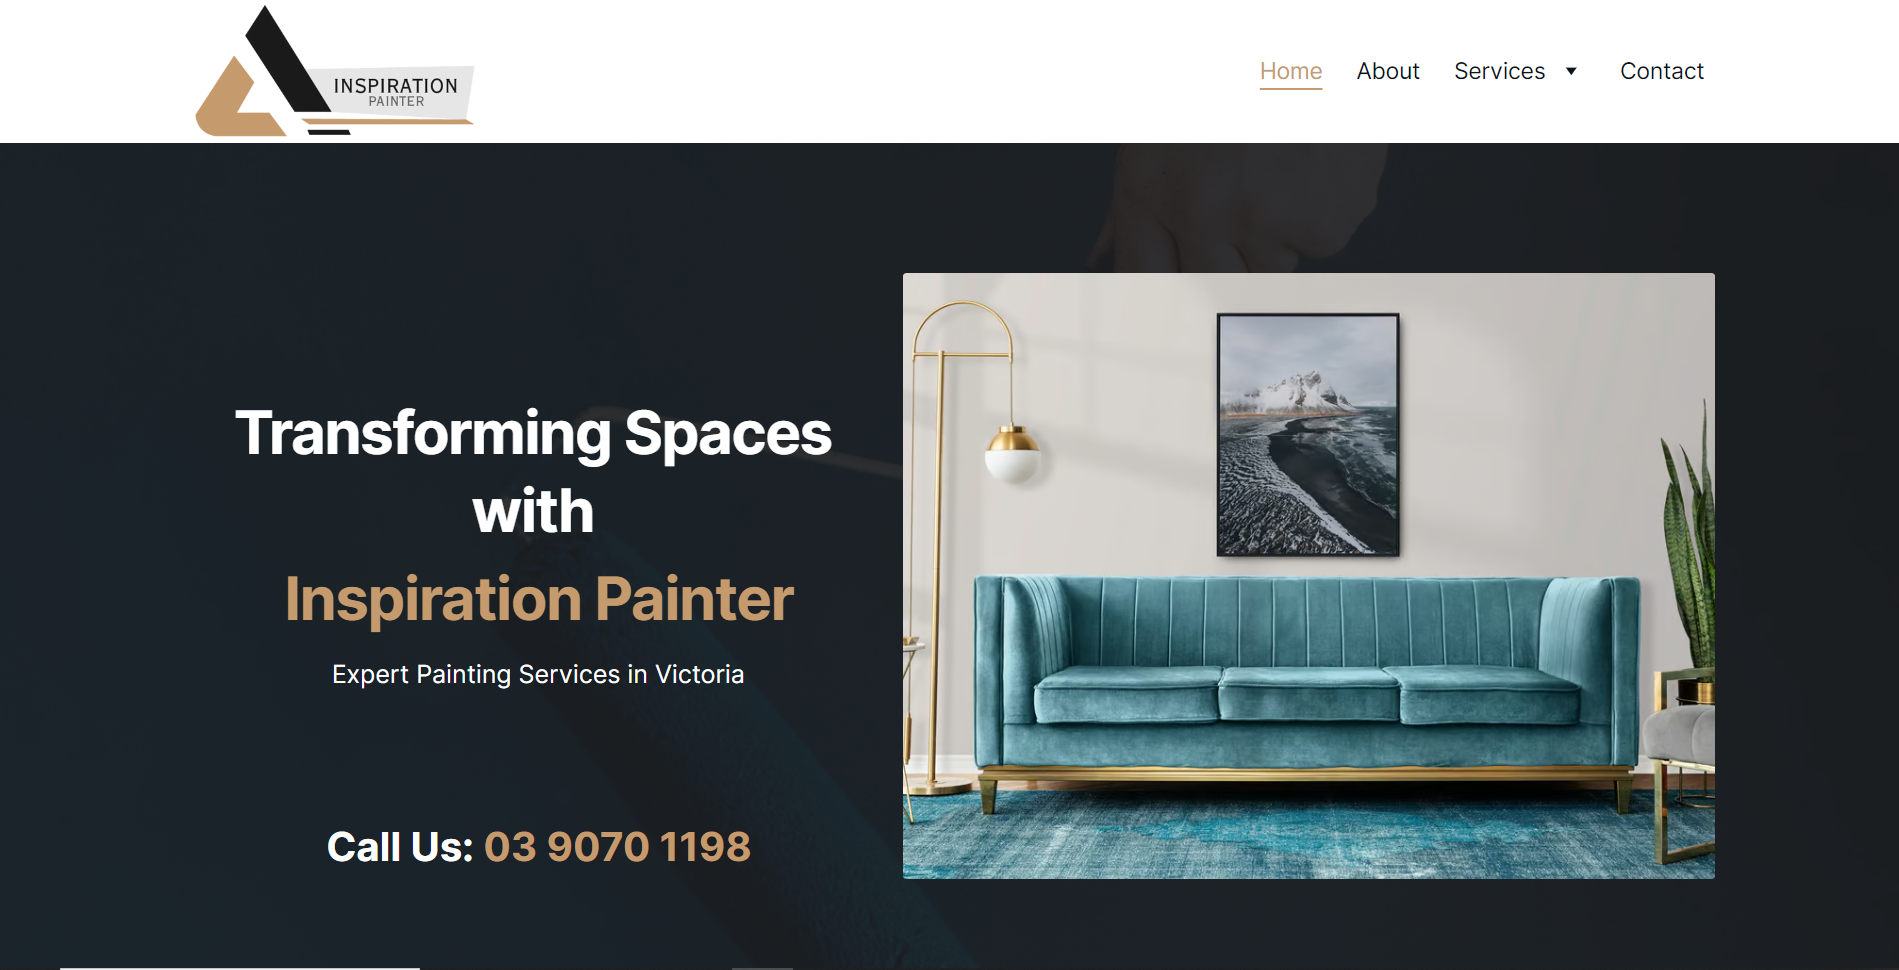 INSPIRATION
PAINTER
Home About Services Contact
Transforming Spaces
with
Inspiration Painter
Expert Painting Services in Victoria
Call Us: 03 9070 1198